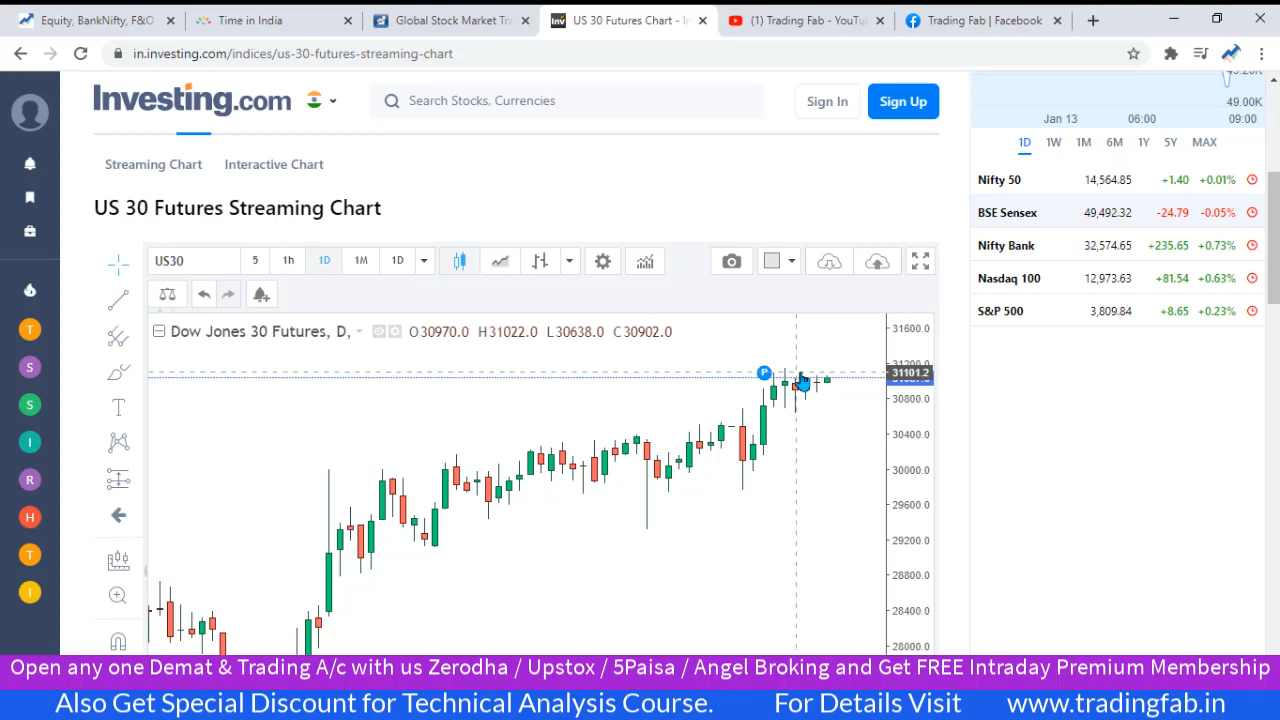 Equity, BankNifty, F&O
Time in India
Global Stock Market Tr
US 30 Futures Chart - In
(1) Trading Fab - YouTu
Trading Fab | Facebook
in.investing.com/indices/us-30-futures-streaming-chart
Investing.com
Search Stocks, Currencies
Sign In
Sign Up
49.00K
Jan 13
06:00
09:00
1D 1W 1M 6M 1Y 5Y MAX
Streaming Chart
Interactive Chart
US 30 Futures Streaming Chart
Nifty 50 14,564.85 +1.40 +0.01%
BSE Sensex 49,492.32 -24.79 -0.05%
Nifty Bank 32,574.65 +235.65 +0.73%
Nasdaq 100 12,973.63 +81.54 +0.63%
S&P 500 3,809.84 +8.65 +0.23%
US30 5 1h 1D 1M 1D
Dow Jones 30 Futures, D, O30970.0 H31022.0 L30638.0 C30902.0
P
31600.0
31200.0
31101.2
30800.0
30400.0
30000.0
29600.0
29200.0
28800.0
28400.0
28000.0
T
S
S
I
R
H
T
I
Open any one Demat & Trading A/c with us Zerodha / Upstox / 5Paisa / Angel Broking and Get FREE Intraday Premium Membership
Also Get Special Discount for Technical Analysis Course. For Details Visit www.tradingfab.in